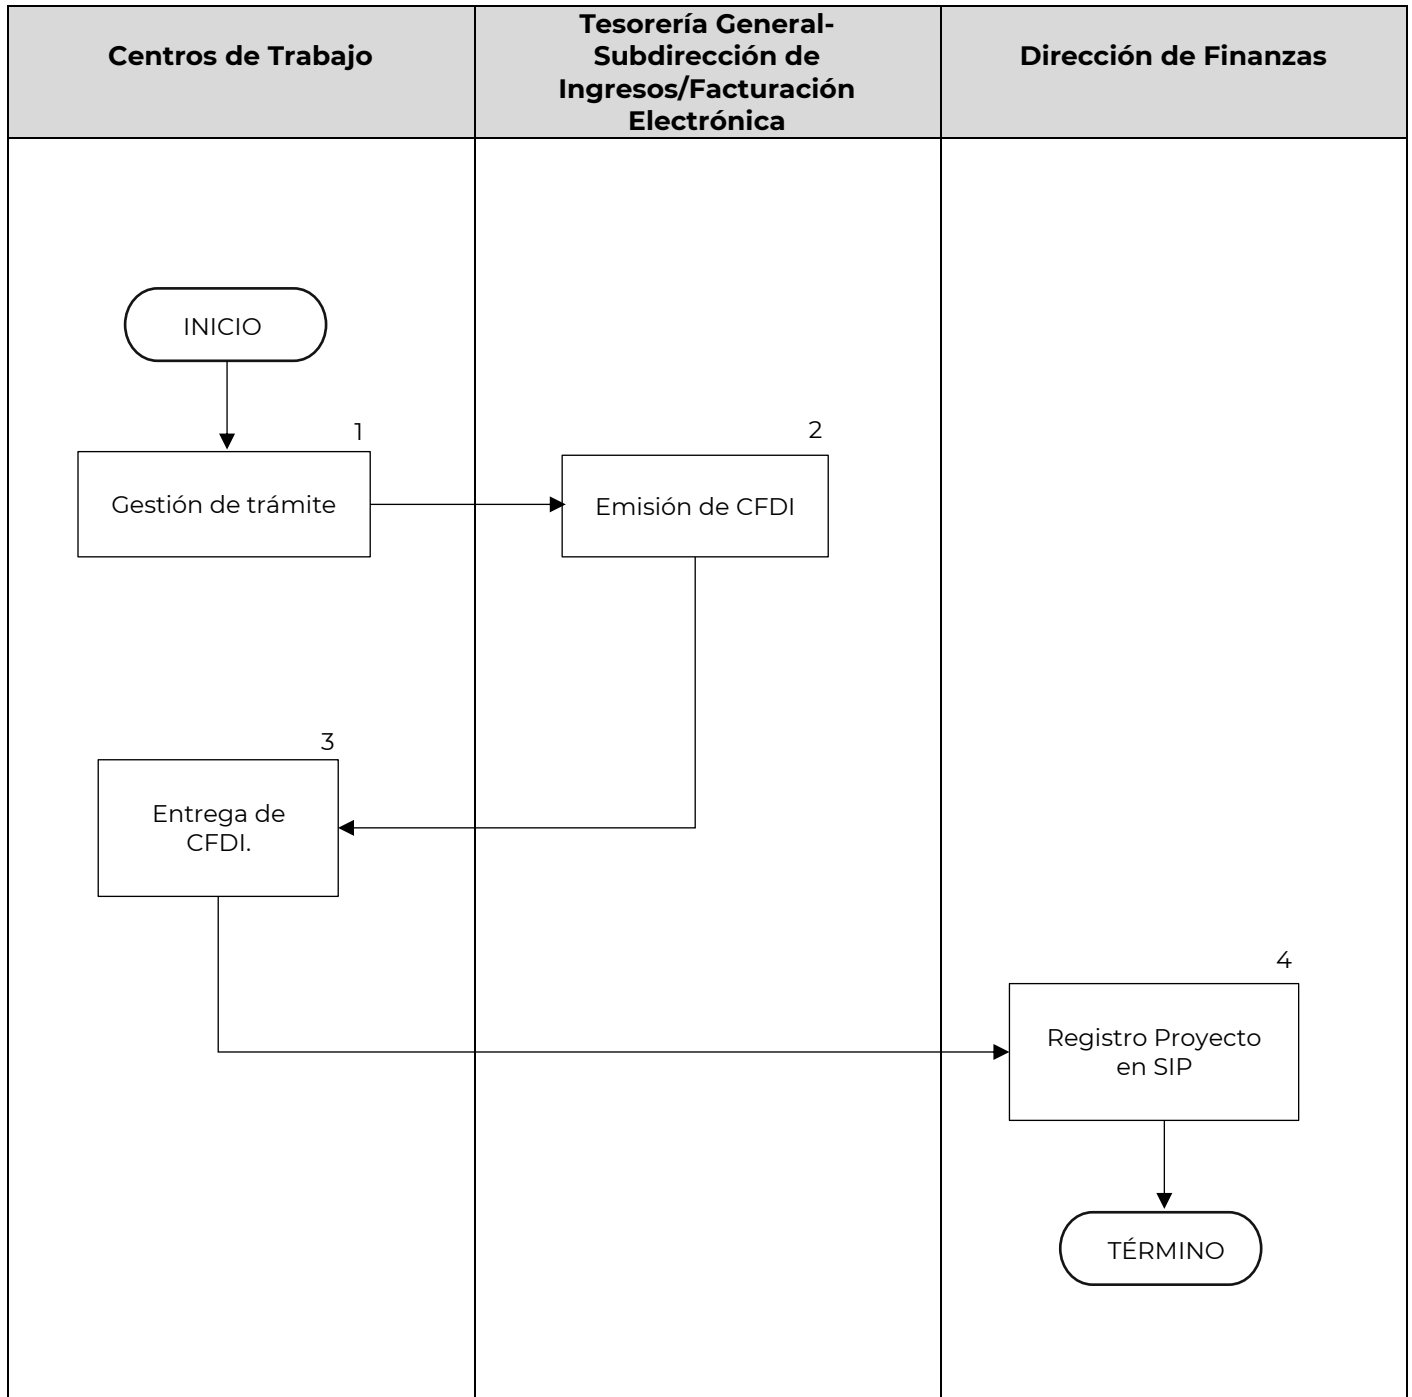 Centros de Trabajo
Tesorería General-
Subdirección de
Ingresos/Facturación
Electrónica
Dirección de Finanzas
INICIO
1
Gestión de trámite
2
Emisión de CFDI
3
Entrega de
CFDI.
4
Registro Proyecto
en SIP
TÉRMINO